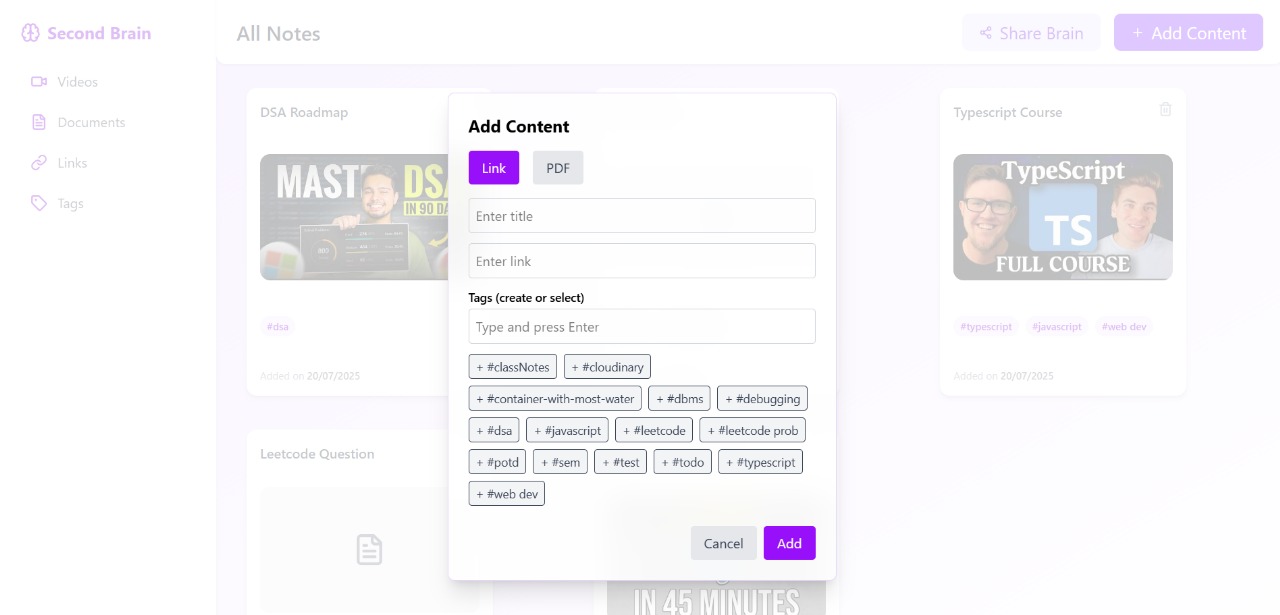 Second Brain
All Notes
Share Brain
+ Add Content
Videos
Documents
Links
Tags
DSA Roadmap
MAST
DSA
IN 90 DA
#dsa
Added on 20/07/2025
Typescript Course
TypeScript
TS
FULL COURSE
#typescript #javascript #web dev
Added on 20/07/2025
Leetcode Question
Add Content
Link PDF
Enter title
Enter link
Tags (create or select)
Type and press Enter
+ #classNotes + #cloudinary
+ #container-with-most-water + #dbms + #debugging
+ #dsa + #javascript + #leetcode + #leetcode prob
+ #potd + #sem + #test + #todo + #typescript
+ #web dev
Cancel Add
IN 45 MINUTES